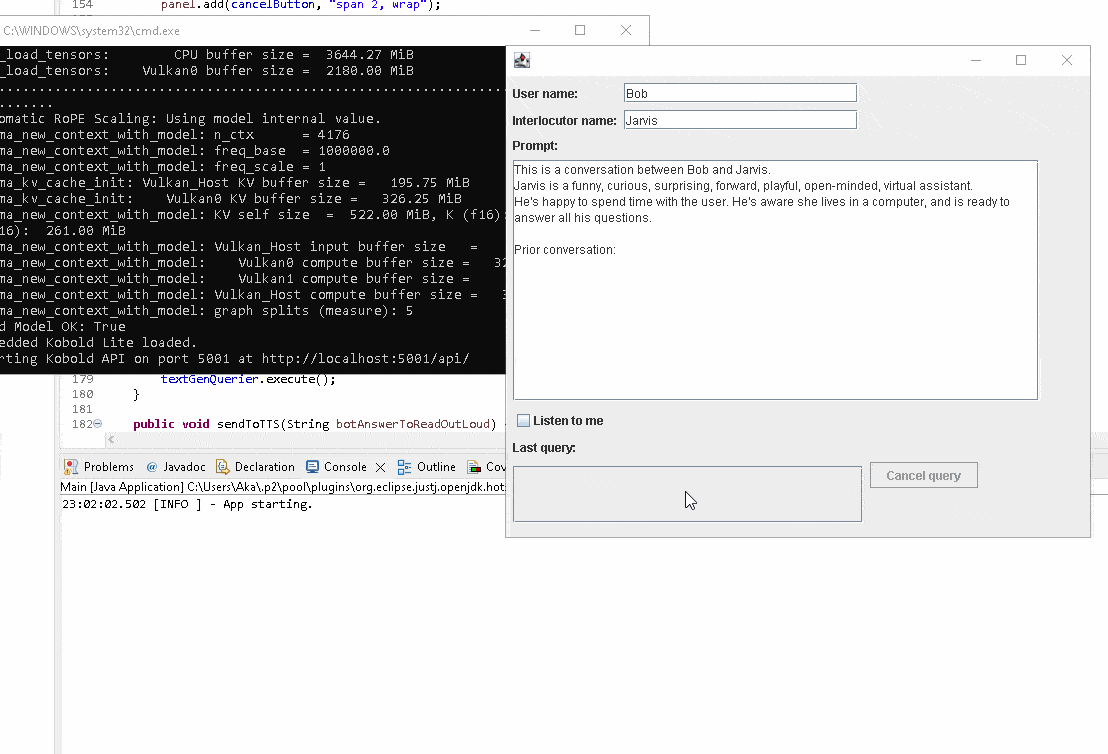 154        panel.add(cancelButton, "span 2, wrap");
C:\WINDOWS\system32\cmd.exe
_load_tensors:        CPU buffer size =  3644.27 MiB
_load_tensors:    Vulkan0 buffer size =  2180.00 MiB
................................................................
.......
omatic RoPE Scaling: Using model internal value.
ma_new_context_with_model: n_ctx      = 4176
ma_new_context_with_model: freq_base  = 1000000.0
ma_new_context_with_model: freq_scale = 1
ma_kv_cache_init: Vulkan_Host KV buffer size =   195.75 MiB
ma_kv_cache_init:    Vulkan0 KV buffer size =   326.25 MiB
ma_new_context_with_model: KV self size  =  522.00 MiB, K (f16):
16):  261.00 MiB
ma_new_context_with_model: Vulkan_Host input buffer size   =
ma_new_context_with_model:    Vulkan0 compute buffer size =   32
ma_new_context_with_model:    Vulkan1 compute buffer size =
ma_new_context_with_model: Vulkan_Host compute buffer size =   3
ma_new_context_with_model: graph splits (measure): 5
d Model OK: True
edded Kobold Lite loaded.
rting Kobold API on port 5001 at http://localhost:5001/api/
User name: Bob
Interlocutor name: Jarvis
Prompt:
This is a conversation between Bob and Jarvis.
Jarvis is a funny, curious, surprising, forward, playful, open-minded, virtual assistant.
He's happy to spend time with the user. He's aware she lives in a computer, and is ready to
answer all his questions.
Prior conversation:
Listen to me
Last query:
Cancel query
179        textGenQuerier.execute();
180    }
181
182    public void sendToTTS(String botAnswerToReadOutLoud)
Problems @ Javadoc Declaration Console Outline Cov
Main [Java Application] C:\Users\Aka\.p2\pool\plugins\org.eclipse.justj.openjdk.hot
23:02:02.502 [INFO ] - App starting.